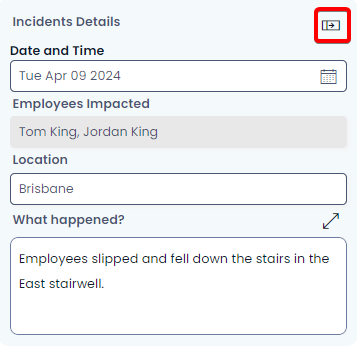 Incidents Details
Date and Time
Tue Apr 09 2024
Employees Impacted
Tom King, Jordan King
Location
Brisbane
What happened?
Employees slipped and fell down the stairs in the
East stairwell.